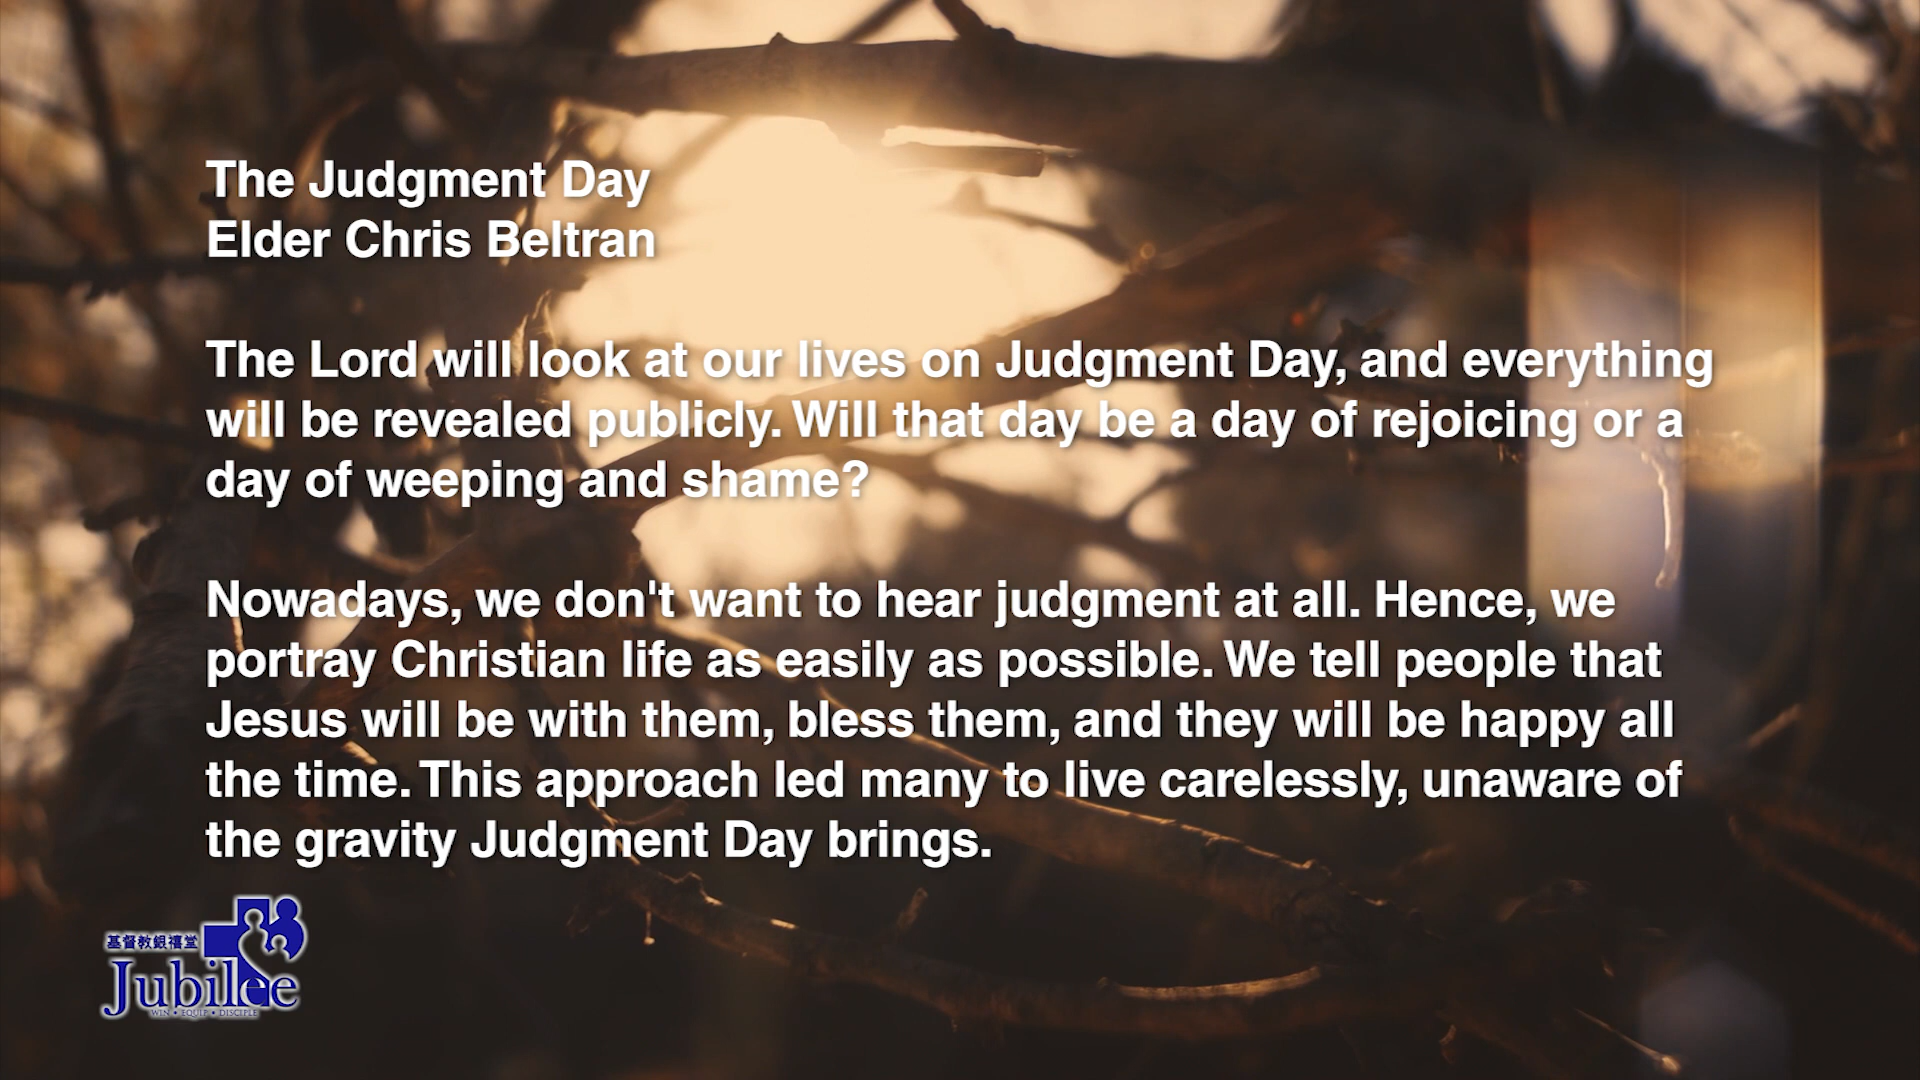 The Judgment Day
Elder Chris Beltran
The Lord will look at our lives on Judgment Day, and everything
will be revealed publicly. Will that day be a day of rejoicing or a
day of weeping and shame?
Nowadays, we don't want to hear judgment at all. Hence, we
portray Christian life as easily as possible. We tell people that
Jesus will be with them, bless them, and they will be happy all
the time. This approach led many to live carelessly, unaware of
the gravity Judgment Day brings.
基督教銀禧堂
Jubilee
WIN • EQUIP • DISCIPLE